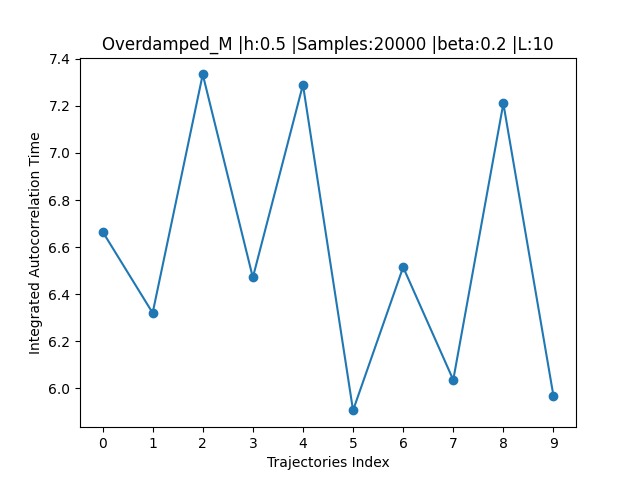 Overdamped_M |h:0.5 |Samples:20000 |beta:0.2 |L:10
Integrated Autocorrelation Time
7.4
7.2
7.0
6.8
6.6
6.4
6.2
6.0
0 1 2 3 4 5 6 7 8 9
Trajectories Index